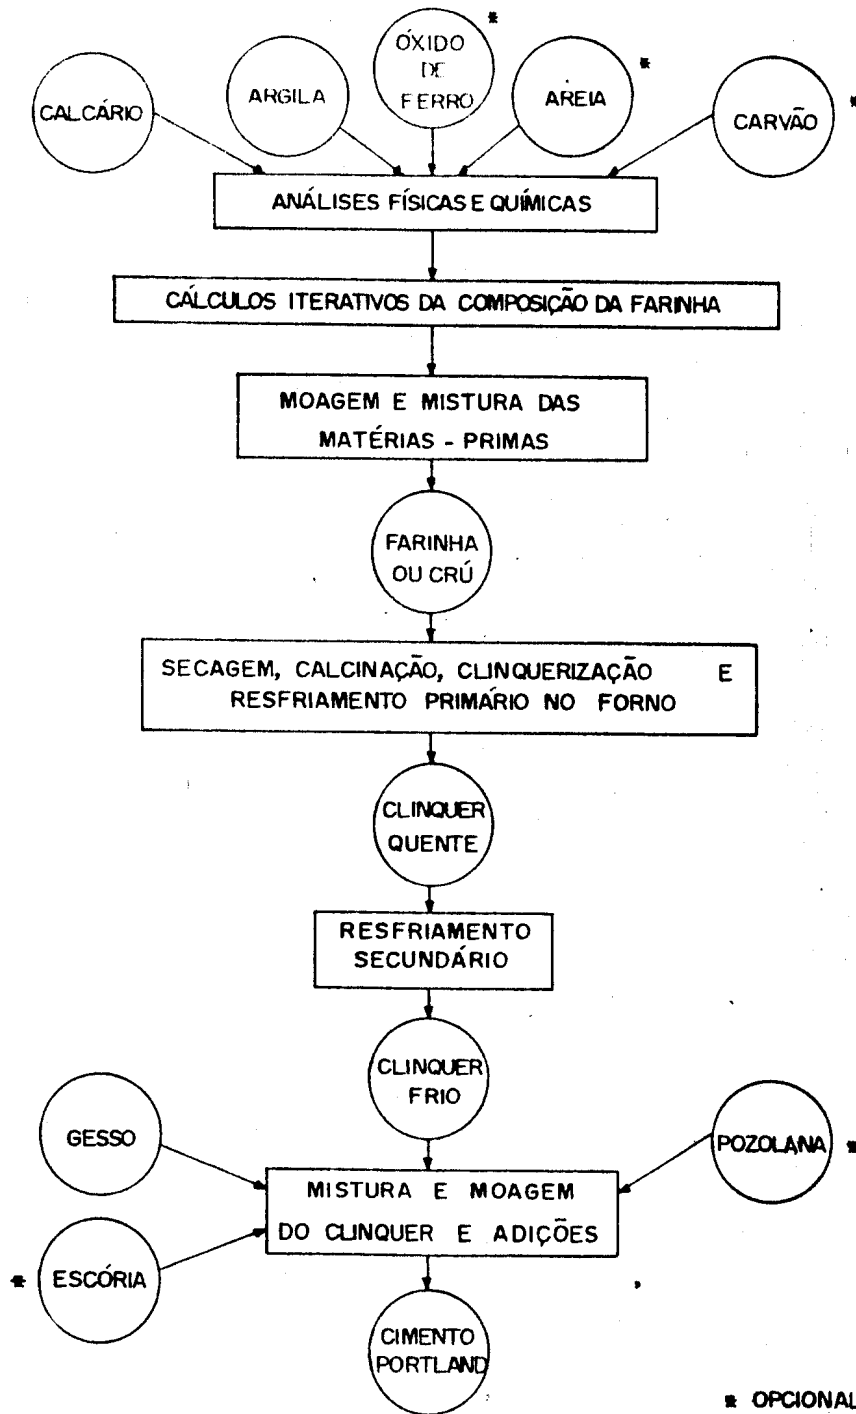 *
ÓXIDO
DE
FERRO
ARGILA
*
AREIA
CALCÁRIO
CARVÃO
*
ANÁLISES FÍSICAS E QUÍMICAS
CÁLCULOS ITERATIVOS DA COMPOSIÇÃO DA FARINHA
MOAGEM E MISTURA DAS
MATÉRIAS - PRIMAS
FARINHA
OU CRÚ
SECAGEM, CALCINAÇÃO, CLINQUERIZAÇÃO E
RESFRIAMENTO PRIMÁRIO NO FORNO
CLINQUER
QUENTE
RESFRIAMENTO
SECUNDÁRIO
CLINQUER
FRIO
GESSO
POZOLANA *
MISTURA E MOAGEM
DO CLINQUER E ADIÇÕES
* ESCÓRIA
CIMENTO
PORTLAND
* OPCIONAL